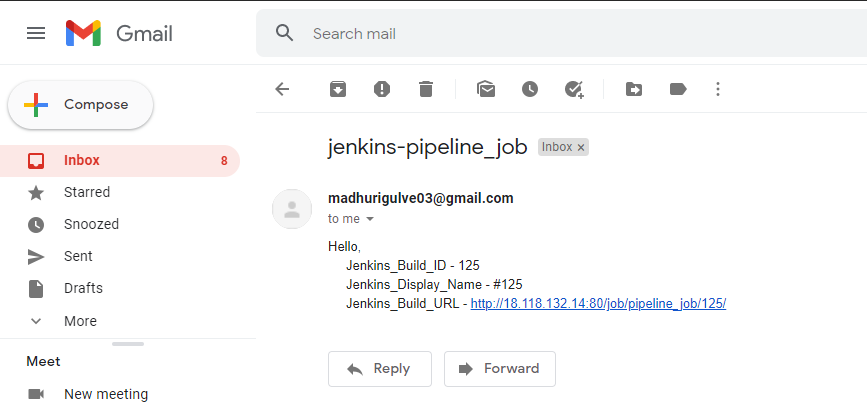 Gmail
Search mail
Compose
Inbox 8
Starred
Snoozed
Sent
Drafts
More
Meet
New meeting
jenkins-pipeline_job Inbox ×
madhurigulve03@gmail.com
to me
Hello,
Jenkins_Build_ID - 125
Jenkins_Display_Name - #125
Jenkins_Build_URL - http://18.118.132.14:80/job/pipeline_job/125/
Reply Forward